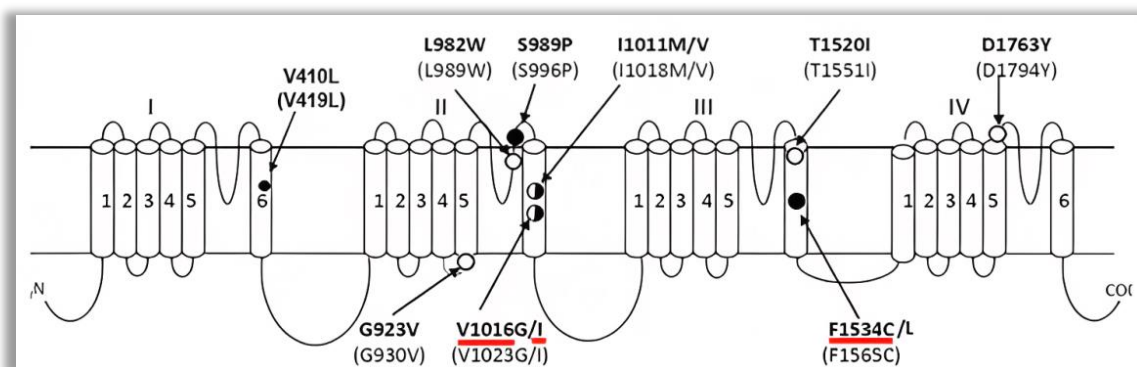 L982W
(L989W)
S989P
(S996P)
I1011M/V
(I1018M/V)
T1520I
(T1551I)
D1763Y
(D1794Y)
V410L
(V419L)
I
II
III
IV
1 2 3 4 5 6
1 2 3 4 5
1 2 3 4 5
1 2 3 4 5 6
N
G923V
(G930V)
V1016G/I
(V1023G/I)
F1534C/L
(F156SC)